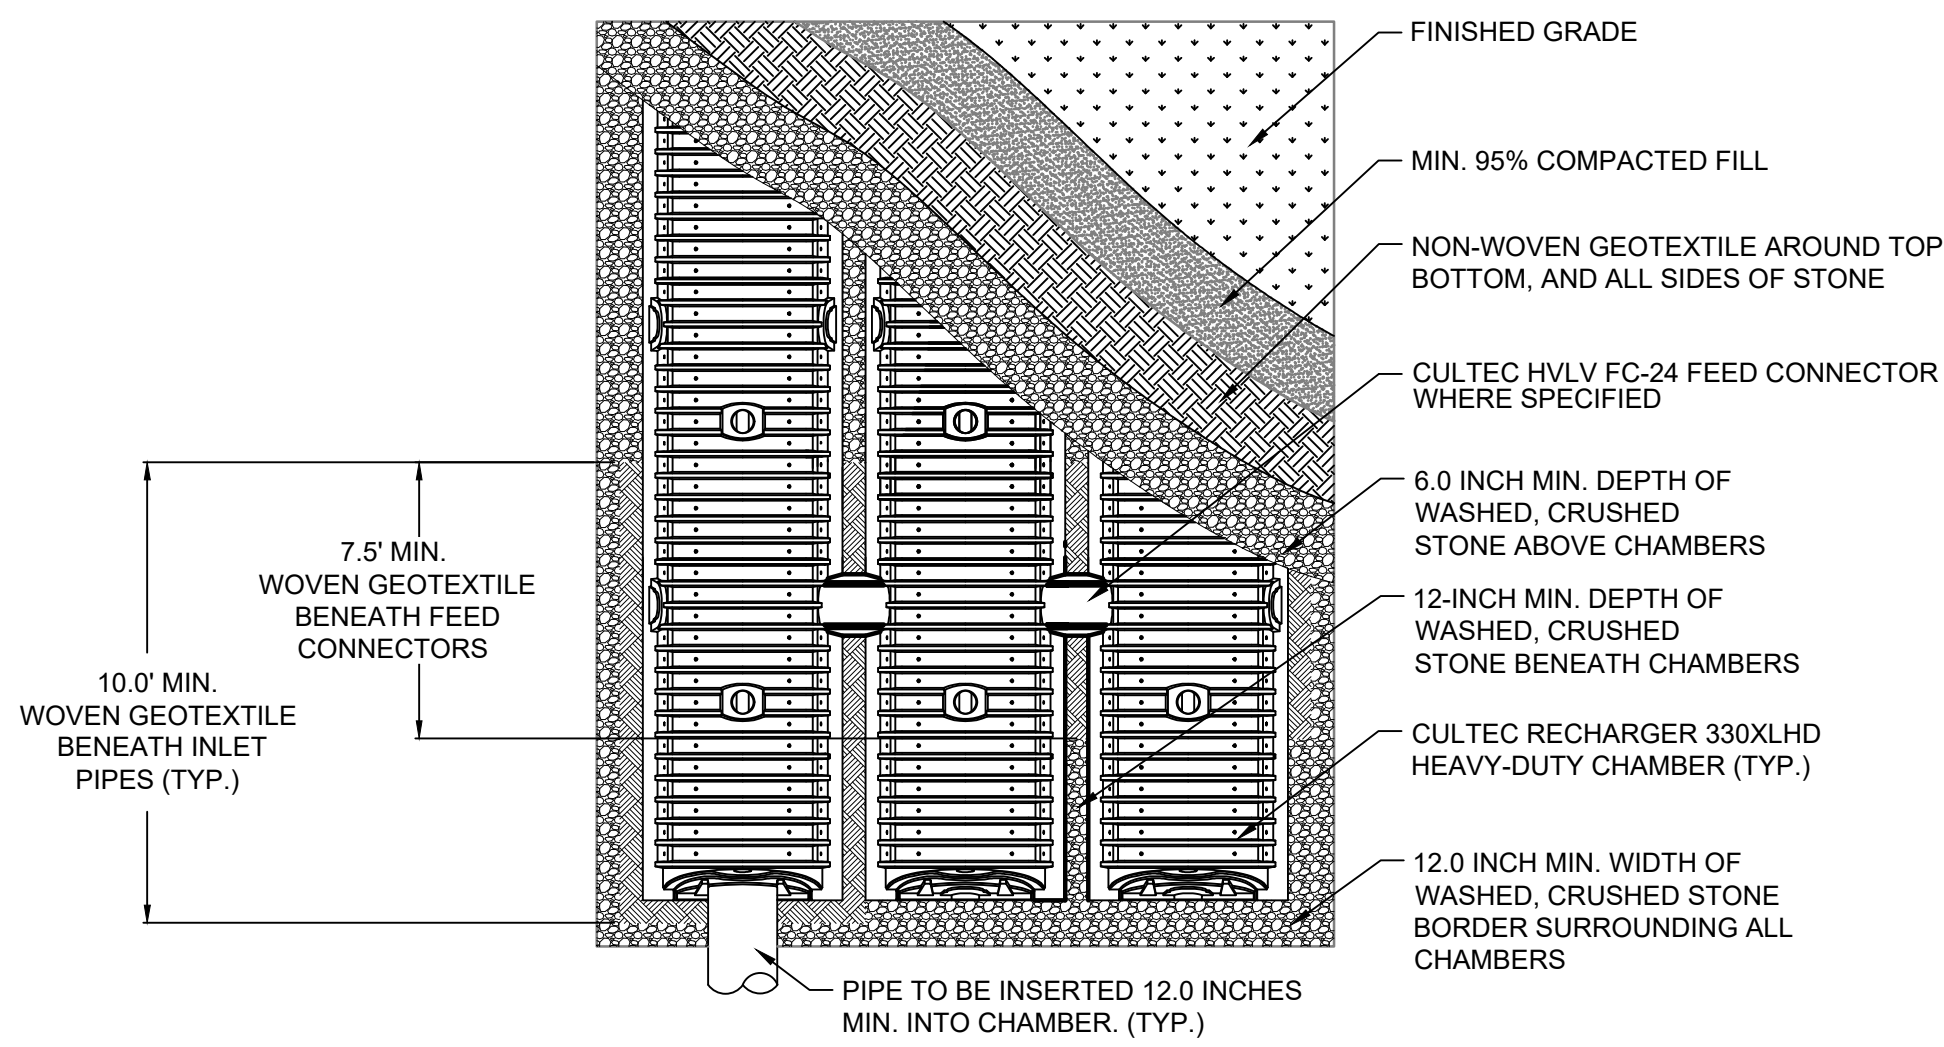 FINISHED GRADE
MIN. 95% COMPACTED FILL
NON-WOVEN GEOTEXTILE AROUND TOP
BOTTOM, AND ALL SIDES OF STONE
CULTEC HVLV FC-24 FEED CONNECTOR
WHERE SPECIFIED
6.0 INCH MIN. DEPTH OF
WASHED, CRUSHED
STONE ABOVE CHAMBERS
12-INCH MIN. DEPTH OF
WASHED, CRUSHED
STONE BENEATH CHAMBERS
CULTEC RECHARGER 330XLHD
HEAVY-DUTY CHAMBER (TYP.)
12.0 INCH MIN. WIDTH OF
WASHED, CRUSHED STONE
BORDER SURROUNDING ALL
CHAMBERS
7.5' MIN.
WOVEN GEOTEXTILE
BENEATH FEED
CONNECTORS
10.0' MIN.
WOVEN GEOTEXTILE
BENEATH INLET
PIPES (TYP.)
PIPE TO BE INSERTED 12.0 INCHES
MIN. INTO CHAMBER. (TYP.)